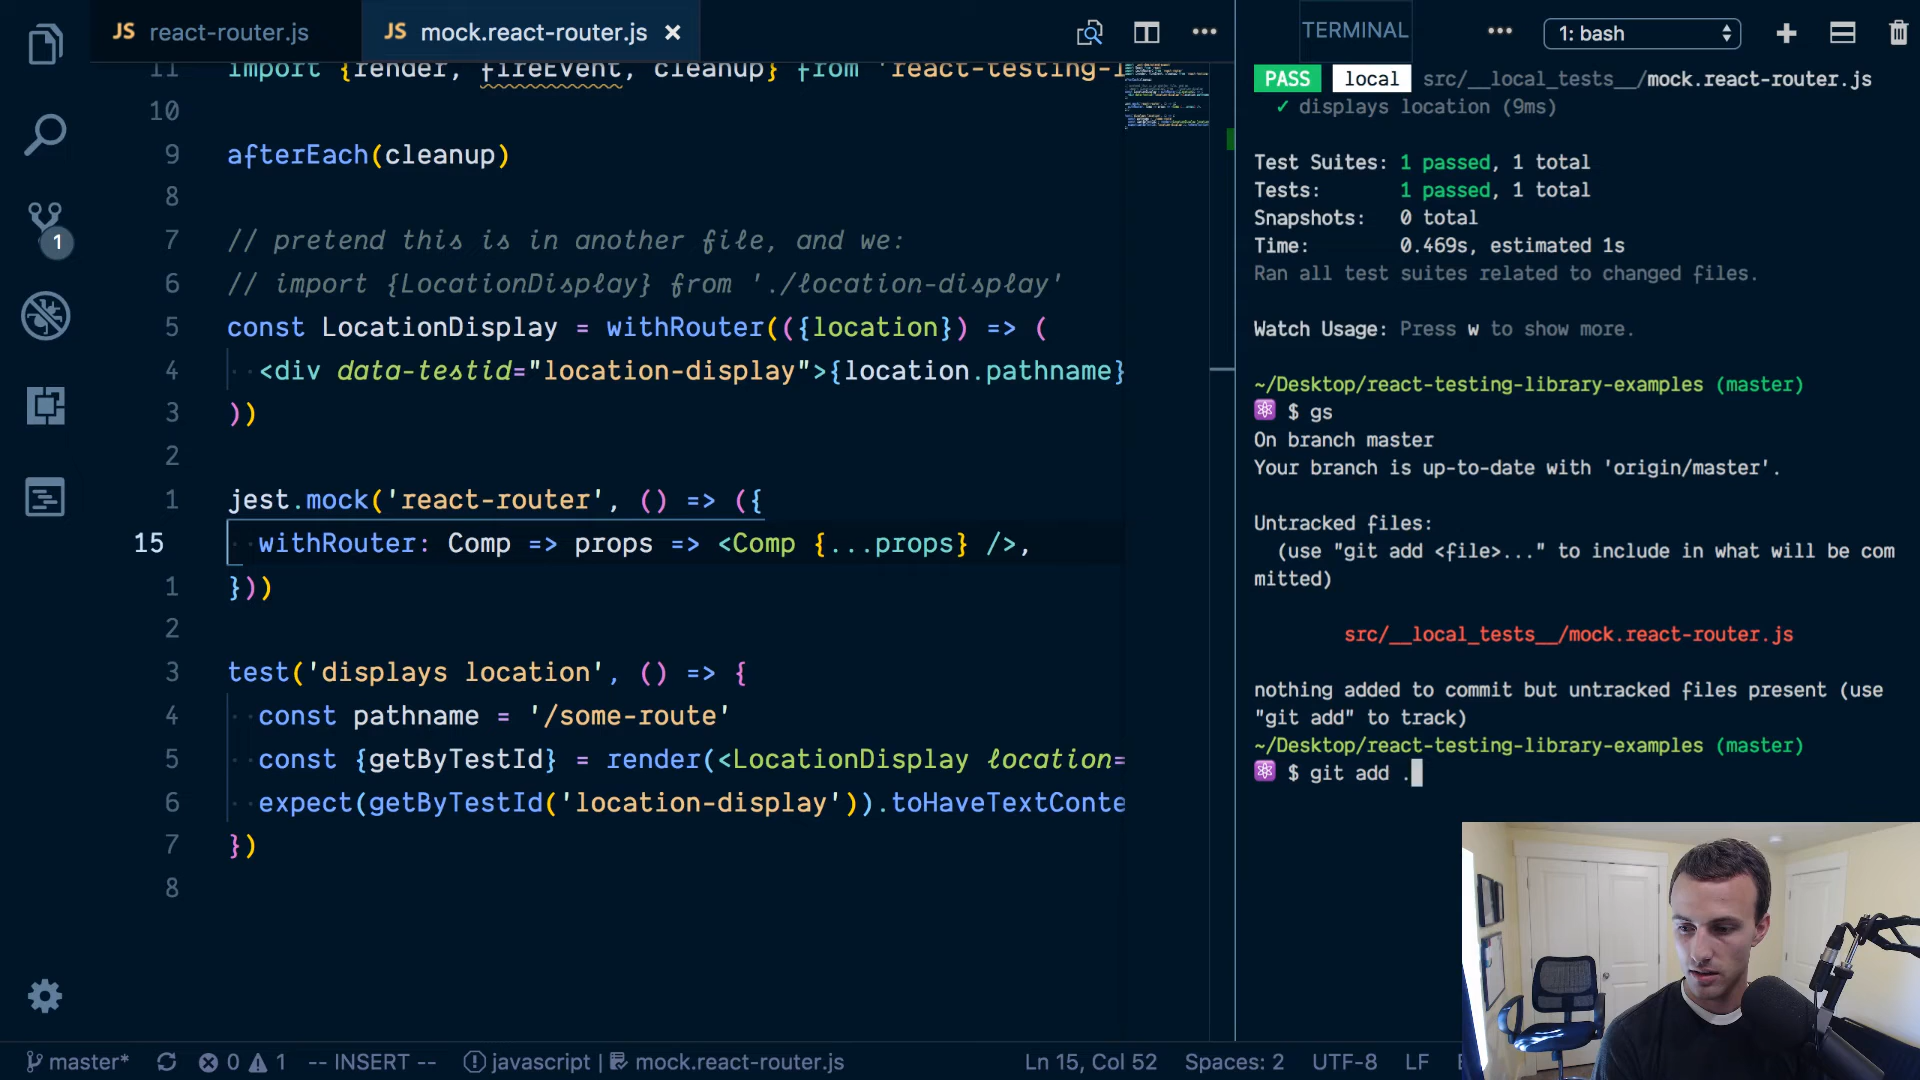 JS react-router.js
JS mock.react-router.js ×
11 import {render, fireEvent, cleanup} from 'react-testing-l
10
9 afterEach(cleanup)
8
7 // pretend this is in another file, and we:
6 // import {LocationDisplay} from './location-display'
5 const LocationDisplay = withRouter(({location}) => (
4 <div data-testid="location-display">{location.pathname}
3 ))
2
1 jest.mock('react-router', () => ({
15 withRouter: Comp => props => <Comp {...props} />,
1 }))
2
3 test('displays location', () => {
4 const pathname = '/some-route'
5 const {getByTestId} = render(<LocationDisplay location=
6 expect(getByTestId('location-display')).toHaveTextConte
7 })
8
1
TERMINAL
1: bash
PASS local src/__local_tests__/mock.react-router.js
✓ displays location (9ms)
Test Suites: 1 passed, 1 total
Tests: 1 passed, 1 total
Snapshots: 0 total
Time: 0.469s, estimated 1s
Ran all test suites related to changed files.
Watch Usage: Press w to show more.
~/Desktop/react-testing-library-examples (master)
$ gs
On branch master
Your branch is up-to-date with 'origin/master'.
Untracked files:
(use "git add <file>..." to include in what will be com
mitted)
src/__local_tests__/mock.react-router.js
nothing added to commit but untracked files present (use
"git add" to track)
~/Desktop/react-testing-library-examples (master)
$ git add .
master* 0 1 -- INSERT -- javascript | mock.react-router.js Ln 15, Col 52 Spaces: 2 UTF-8 LF